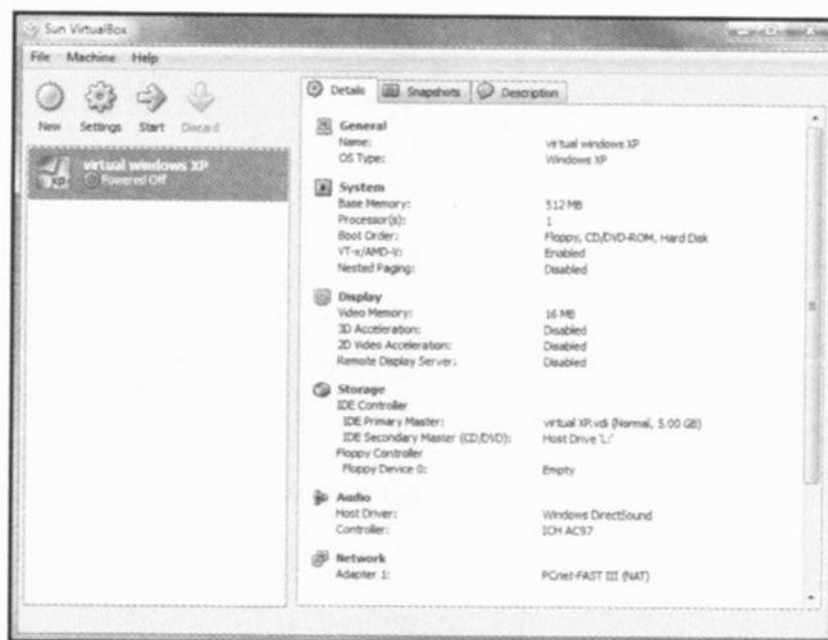 Sun VirtualBox
File Machine Help
New Settings Start Discard
virtual windows XP
Powered Off
Details Snapshots Description
General
Name: virtual windows XP
OS Type: Windows XP
System
Base Memory: 512 MB
Processor(s): 1
Boot Order: Floppy, CD/DVD-ROM, Hard Disk
VT-x/AMD-V: Enabled
Nested Paging: Disabled
Display
Video Memory: 16 MB
3D Acceleration: Disabled
2D Video Acceleration: Disabled
Remote Display Server: Disabled
Storage
IDE Controller
IDE Primary Master: virtual XP.vdi (Normal, 5.00 GB)
IDE Secondary Master (CD/DVD): Host Drive 'L:'
Floppy Controller
Floppy Device 0: Empty
Audio
Host Driver: Windows DirectSound
Controller: ICH AC97
Network
Adapter 1: PCnet-FAST III (NAT)